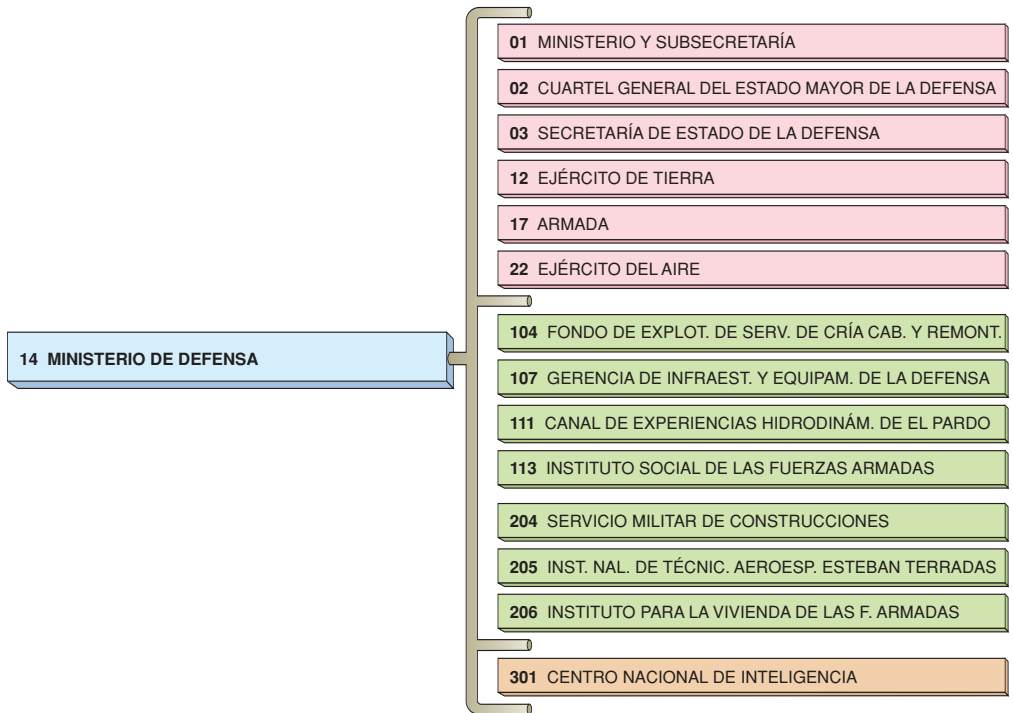 01 MINISTERIO Y SUBSECRETARÍA
02 CUARTEL GENERAL DEL ESTADO MAYOR DE LA DEFENSA
03 SECRETARÍA DE ESTADO DE LA DEFENSA
12 EJÉRCITO DE TIERRA
17 ARMADA
22 EJÉRCITO DEL AIRE
14 MINISTERIO DE DEFENSA
104 FONDO DE EXPLOT. DE SERV. DE CRÍA CAB. Y REMONT.
107 GERENCIA DE INFRAEST. Y EQUIPAM. DE LA DEFENSA
111 CANAL DE EXPERIENCIAS HIDRODINÁM. DE EL PARDO
113 INSTITUTO SOCIAL DE LAS FUERZAS ARMADAS
204 SERVICIO MILITAR DE CONSTRUCCIONES
205 INST. NAL. DE TÉCNIC. AEROESP. ESTEBAN TERRADAS
206 INSTITUTO PARA LA VIVIENDA DE LAS F. ARMADAS
301 CENTRO NACIONAL DE INTELIGENCIA